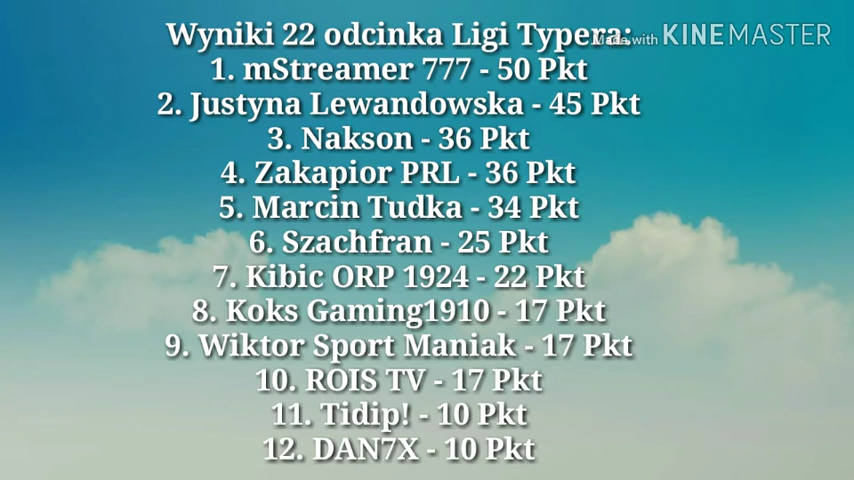 Wyniki 22 odcinka Ligi Typera:
Made with KINEMASTER
1. mStreamer 777 - 50 Pkt
2. Justyna Lewandowska - 45 Pkt
3. Nakson - 36 Pkt
4. Zakapior PRL - 36 Pkt
5. Marcin Tudka - 34 Pkt
6. Szachfran - 25 Pkt
7. Kibic ORP 1924 - 22 Pkt
8. Koks Gaming1910 - 17 Pkt
9. Wiktor Sport Maniak - 17 Pkt
10. ROIS TV - 17 Pkt
11. Tidip! - 10 Pkt
12. DAN7X - 10 Pkt